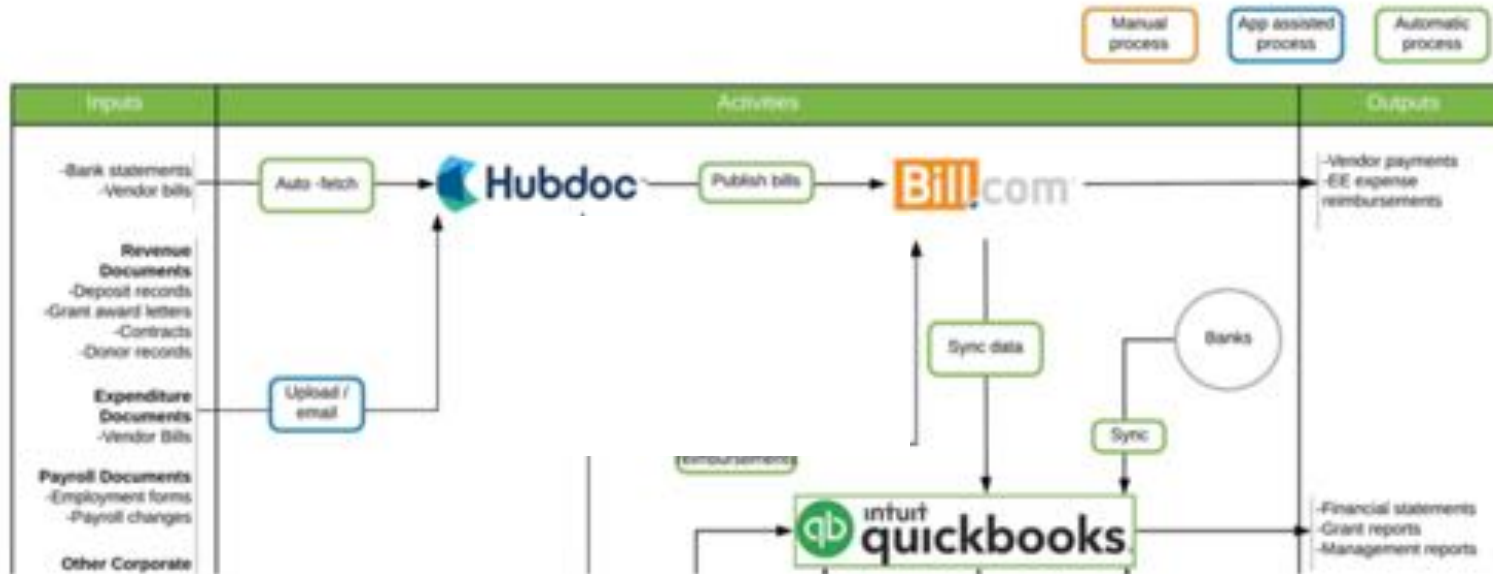 Manual
process
App assisted
process
Automatic
process
Inputs
Activities
Outputs
-Bank statements
-Vendor bills
Auto -fetch
Hubdoc
Publish bills
Bill.com
-Vendor payments
-EE expense
reimbursements
Revenue
Documents
-Deposit records
-Grant award letters
-Contracts
-Donor records
Sync data
Banks
Upload /
email
Expenditure
Documents
-Vendor Bills
Sync
Payroll Documents
-Employment forms
-Payroll changes
reimbursements
qb
intuit
quickbooks
-Financial statements
-Grant reports
-Management reports
Other Corporate